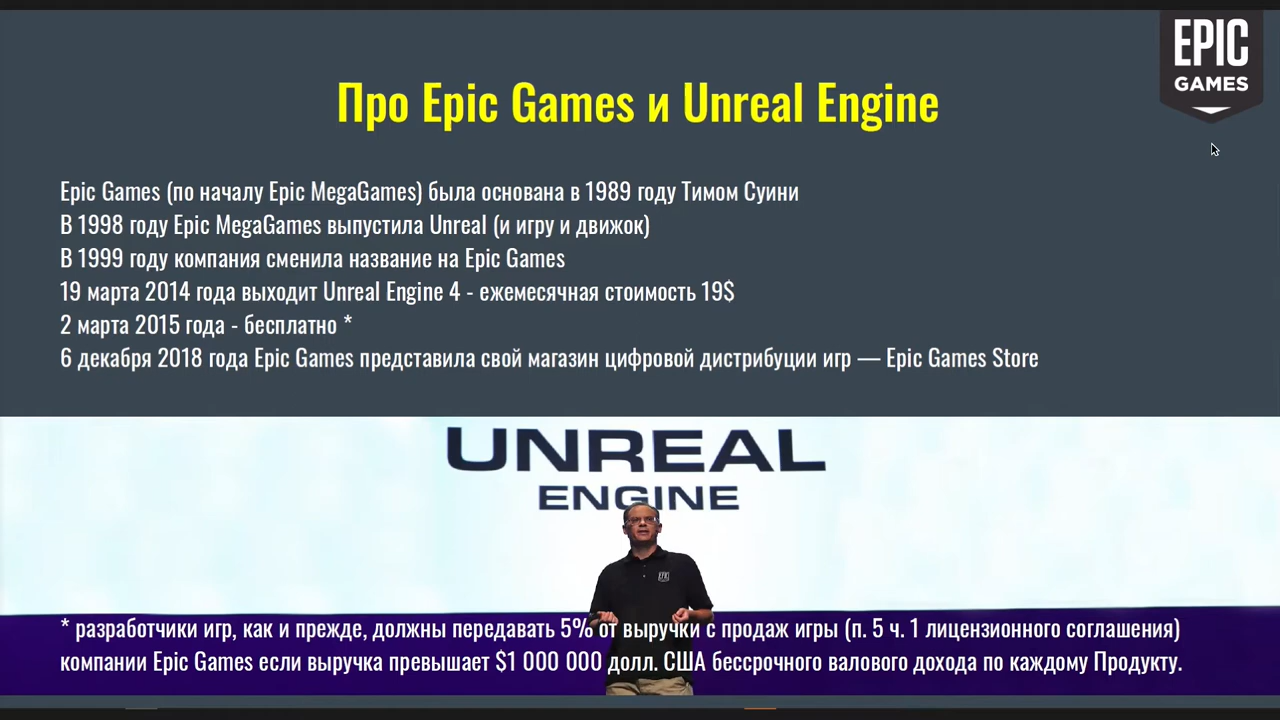 EPIC
GAMES
Про Epic Games и Unreal Engine
Epic Games (по началу Epic MegaGames) была основана в 1989 году Тимом Суини
В 1998 году Epic MegaGames выпустила Unreal (и игру и движок)
В 1999 году компания сменила название на Epic Games
19 марта 2014 года выходит Unreal Engine 4 - ежемесячная стоимость 19$
2 марта 2015 года - бесплатно *
6 декабря 2018 года Epic Games представила свой магазин цифровой дистрибуции игр — Epic Games Store
UNREAL
ENGINE
* разработчики игр, как и прежде, должны передавать 5% от выручки с продаж игры (п. 5 ч. 1 лицензионного соглашения)
компании Epic Games если выручка превышает $1 000 000 долл. США бессрочного валового дохода по каждому Продукту.